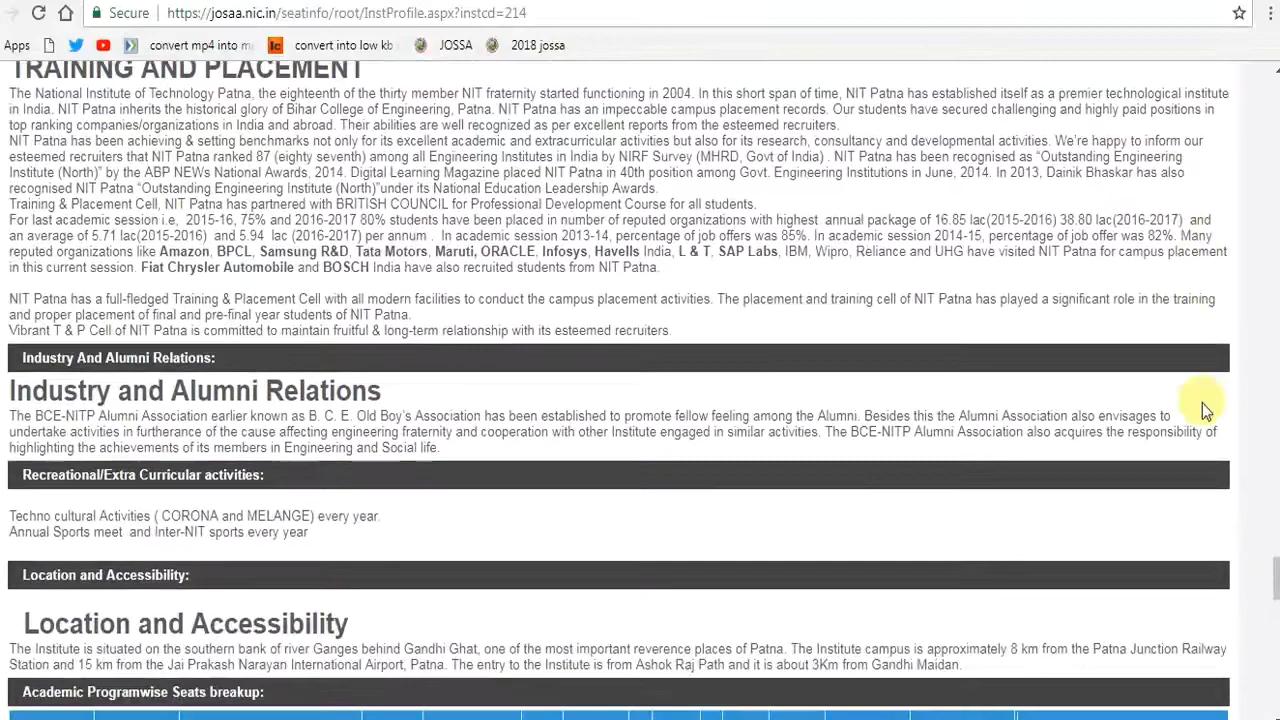 Secure https://josaa.nic.in/seatinfo/root/InstProfile.aspx?instcd=214
Apps convert mp4 into m convert into low kb JOSSA 2018 jossa
TRAINING AND PLACEMENT
The National Institute of Technology Patna, the eighteenth of the thirty member NIT fraternity started functioning in 2004. In this short span of time, NIT Patna has established itself as a premier technological institute
in India. NIT Patna inherits the historical glory of Bihar College of Engineering, Patna. NIT Patna has an impeccable campus placement records. Our students have secured challenging and highly paid positions in
top ranking companies/organizations in India and abroad. Their abilities are well recognized as per excellent reports from the esteemed recruiters.
NIT Patna has been achieving & setting benchmarks not only for its excellent academic and extracurricular activities but also for its research, consultancy and developmental activities. We're happy to inform our
esteemed recruiters that NIT Patna ranked 87 (eighty seventh) among all Engineering Institutes in India by NIRF Survey (MHRD, Govt of India) . NIT Patna has been recognised as “Outstanding Engineering
Institute (North)” by the ABP NEWs National Awards, 2014. Digital Learning Magazine placed NIT Patna in 40th position among Govt. Engineering Institutions in June, 2014. In 2013, Dainik Bhaskar has also
recognised NIT Patna “Outstanding Engineering Institute (North)”under its National Education Leadership Awards.
Training & Placement Cell, NIT Patna has partnered with BRITISH COUNCIL for Professional Development Course for all students.
For last academic session i.e, 2015-16, 75% and 2016-2017 80% students have been placed in number of reputed organizations with highest annual package of 16.85 lac(2015-2016) 38.80 lac(2016-2017) and
an average of 5.71 lac(2015-2016) and 5.94 lac (2016-2017) per annum . In academic session 2013-14, percentage of job offers was 85%. In academic session 2014-15, percentage of job offer was 82%. Many
reputed organizations like Amazon, BPCL, Samsung R&D, Tata Motors, Maruti, ORACLE, Infosys, Havells India, L & T, SAP Labs, IBM, Wipro, Reliance and UHG have visited NIT Patna for campus placement
in this current session. Fiat Chrysler Automobile and BOSCH India have also recruited students from NIT Patna.
NIT Patna has a full-fledged Training & Placement Cell with all modern facilities to conduct the campus placement activities. The placement and training cell of NIT Patna has played a significant role in the training
and proper placement of final and pre-final year students of NIT Patna.
Vibrant T & P Cell of NIT Patna is committed to maintain fruitful & long-term relationship with its esteemed recruiters.
Industry And Alumni Relations:
Industry and Alumni Relations
The BCE-NITP Alumni Association earlier known as B. C. E. Old Boy's Association has been established to promote fellow feeling among the Alumni. Besides this the Alumni Association also envisages to
undertake activities in furtherance of the cause affecting engineering fraternity and cooperation with other Institute engaged in similar activities. The BCE-NITP Alumni Association also acquires the responsibility of
highlighting the achievements of its members in Engineering and Social life.
Recreational/Extra Curricular activities:
Techno cultural Activities ( CORONA and MELANGE) every year.
Annual Sports meet and Inter-NIT sports every year
Location and Accessibility:
Location and Accessibility
The Institute is situated on the southern bank of river Ganges behind Gandhi Ghat, one of the most important reverence places of Patna. The Institute campus is approximately 8 km from the Patna Junction Railway
Station and 15 km from the Jai Prakash Narayan International Airport, Patna. The entry to the Institute is from Ashok Raj Path and it is about 3Km from Gandhi Maidan.
Academic Programwise Seats breakup: